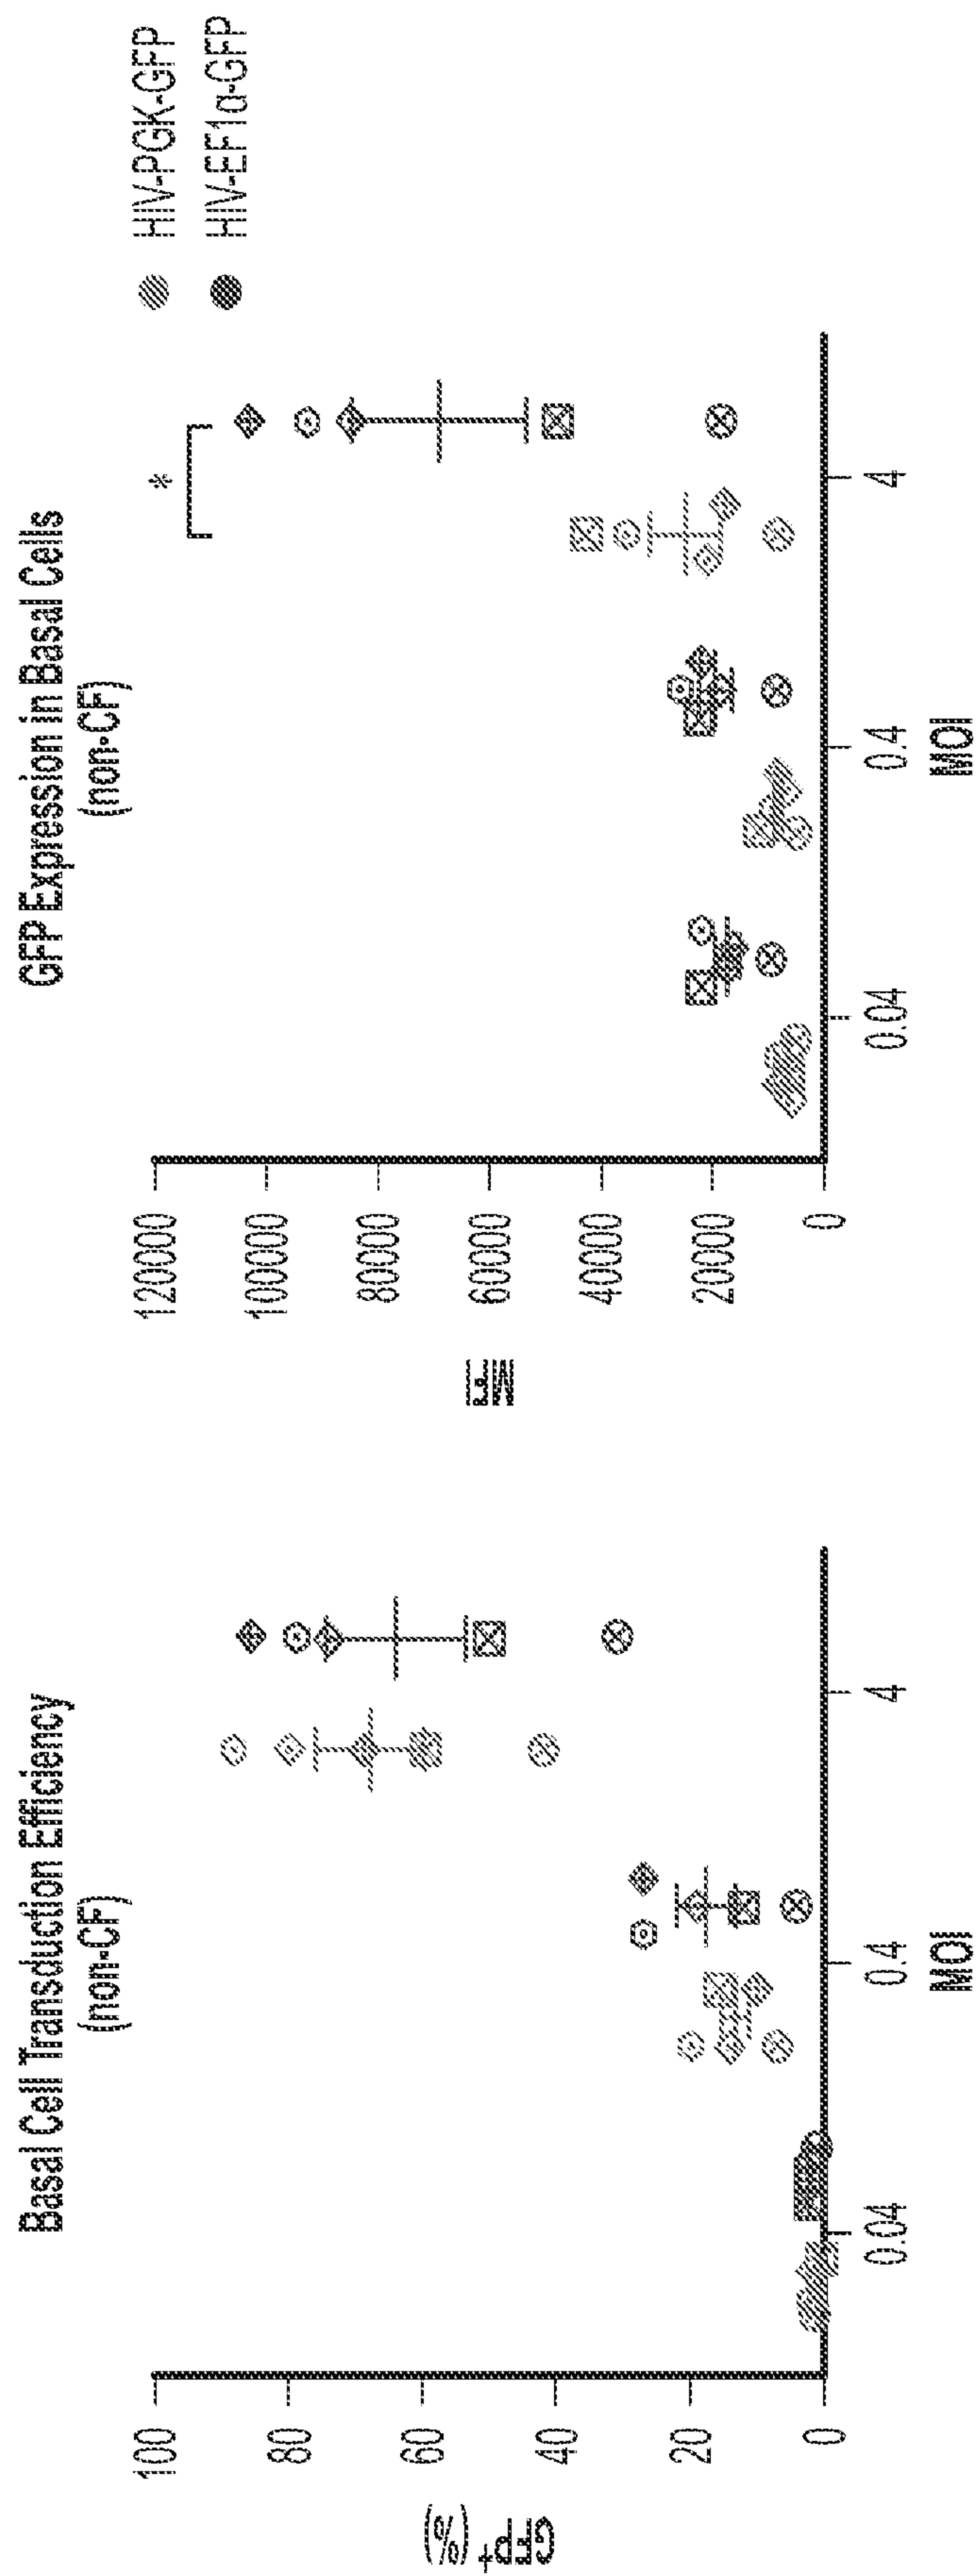 Basal Cell Transduction Efficiency
(non-CF)
GFP+ (%)
100
80
60
40
20
0
0.04
0.4
4
MOI
GFP Expression in Basal Cells
(non-CF)
MFI
120000
100000
80000
60000
40000
20000
0
*
0.04
0.4
4
MOI
HIV-PGK-GFP
HIV-EF1α-GFP